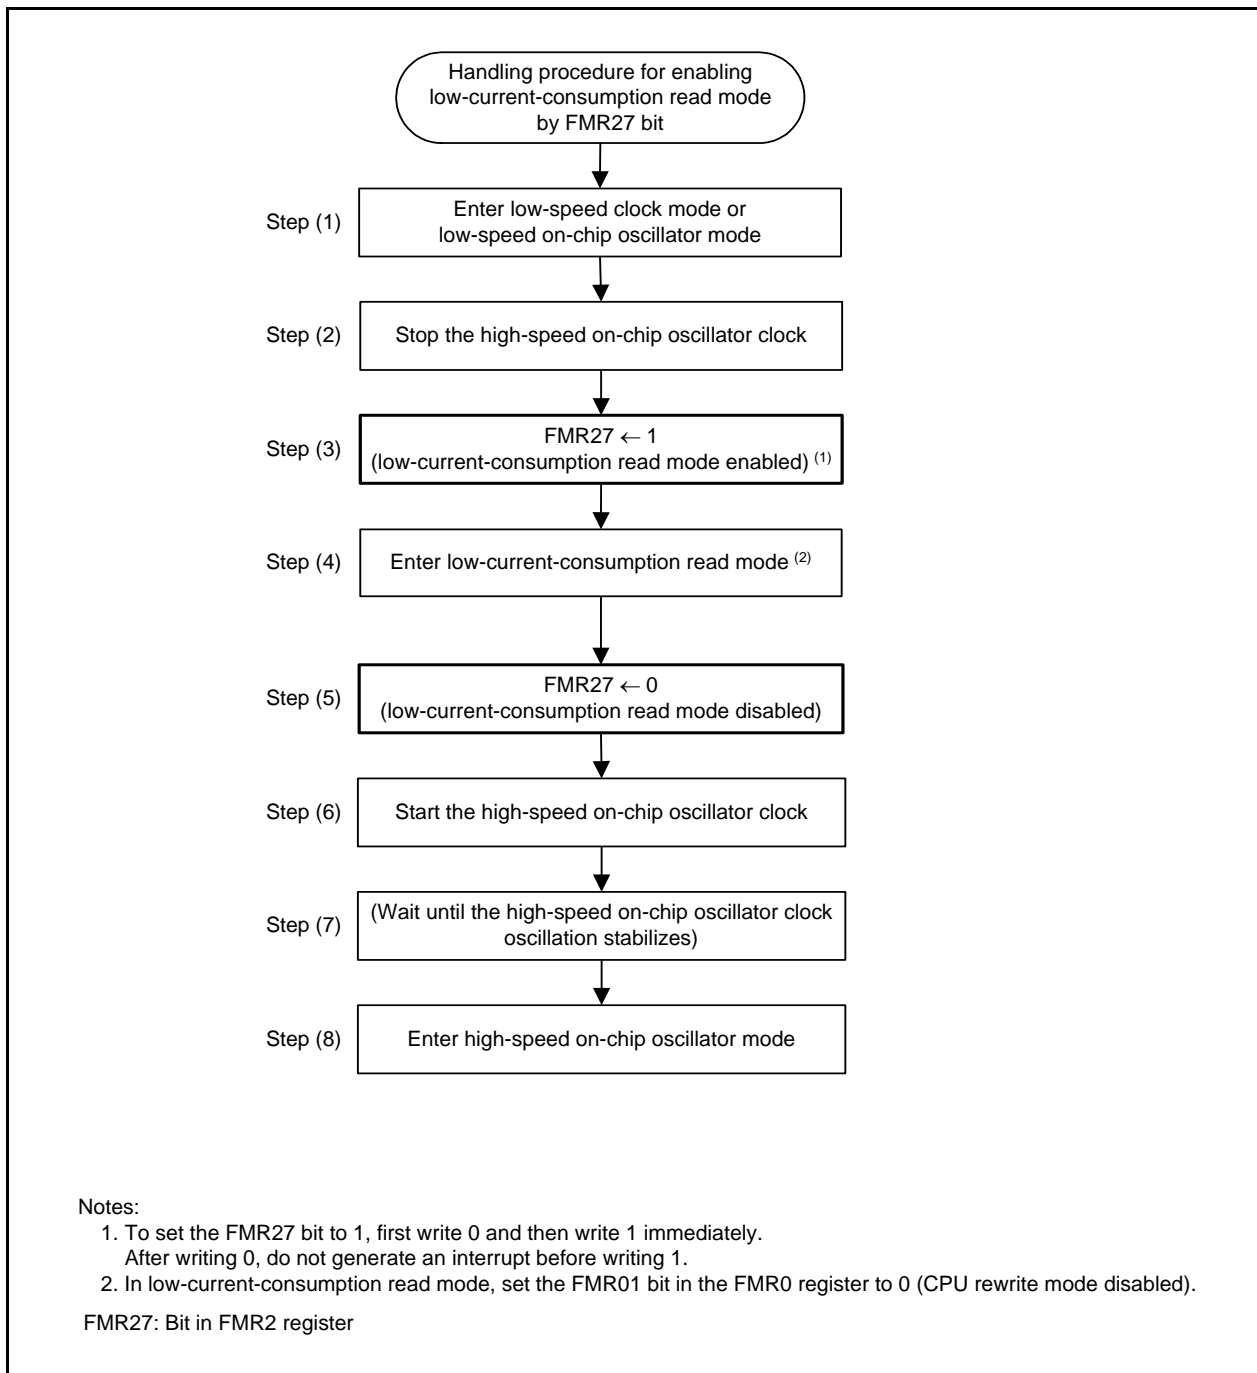 Handling procedure for enabling
low-current-consumption read mode
by FMR27 bit
Step (1)
Enter low-speed clock mode or
low-speed on-chip oscillator mode
Step (2)
Stop the high-speed on-chip oscillator clock
Step (3)
FMR27 ← 1
(low-current-consumption read mode enabled) (1)
Step (4)
Enter low-current-consumption read mode (2)
Step (5)
FMR27 ← 0
(low-current-consumption read mode disabled)
Step (6)
Start the high-speed on-chip oscillator clock
Step (7)
(Wait until the high-speed on-chip oscillator clock
oscillation stabilizes)
Step (8)
Enter high-speed on-chip oscillator mode
Notes:
1. To set the FMR27 bit to 1, first write 0 and then write 1 immediately.
After writing 0, do not generate an interrupt before writing 1.
2. In low-current-consumption read mode, set the FMR01 bit in the FMR0 register to 0 (CPU rewrite mode disabled).
FMR27: Bit in FMR2 register